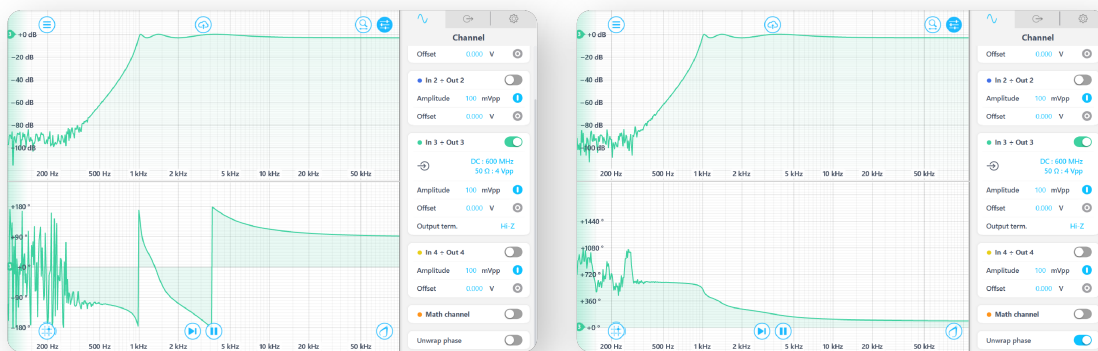 +0 dB
-20 dB
-40 dB
-60 dB
-80 dB
-100 dB
200 Hz 500 Hz 1 kHz 2 kHz 5 kHz 10 kHz 20 kHz 50 kHz
+180 °
+90 °
+0 °
+90 °
180 °
200 Hz 500 Hz 1 kHz 2 kHz 5 kHz 10 kHz 20 kHz 50 kHz
Channel
Offset 0.000 V
In 2 ÷ Out 2
Amplitude 100 mVpp
Offset 0.000 V
In 3 ÷ Out 3
DC : 600 MHz
50 Ω : 4 Vpp
Amplitude 100 mVpp
Offset 0.000 V
Output term. Hi-Z
In 4 ÷ Out 4
Amplitude 100 mVpp
Offset 0.000 V
Math channel
Unwrap phase
+0 dB
-20 dB
-40 dB
-60 dB
-80 dB
-100 dB
200 Hz 500 Hz 1 kHz 2 kHz 5 kHz 10 kHz 20 kHz 50 kHz
+1440 °
+1080 °
+720 °
+360 °
+0 °
200 Hz 500 Hz 1 kHz 2 kHz 5 kHz 10 kHz 20 kHz 50 kHz
Channel
Offset 0.000 V
In 2 ÷ Out 2
Amplitude 100 mVpp
Offset 0.000 V
In 3 ÷ Out 3
DC : 600 MHz
50 Ω : 4 Vpp
Amplitude 100 mVpp
Offset 0.000 V
Output term. Hi-Z
In 4 ÷ Out 4
Amplitude 100 mVpp
Offset 0.000 V
Math channel
Unwrap phase